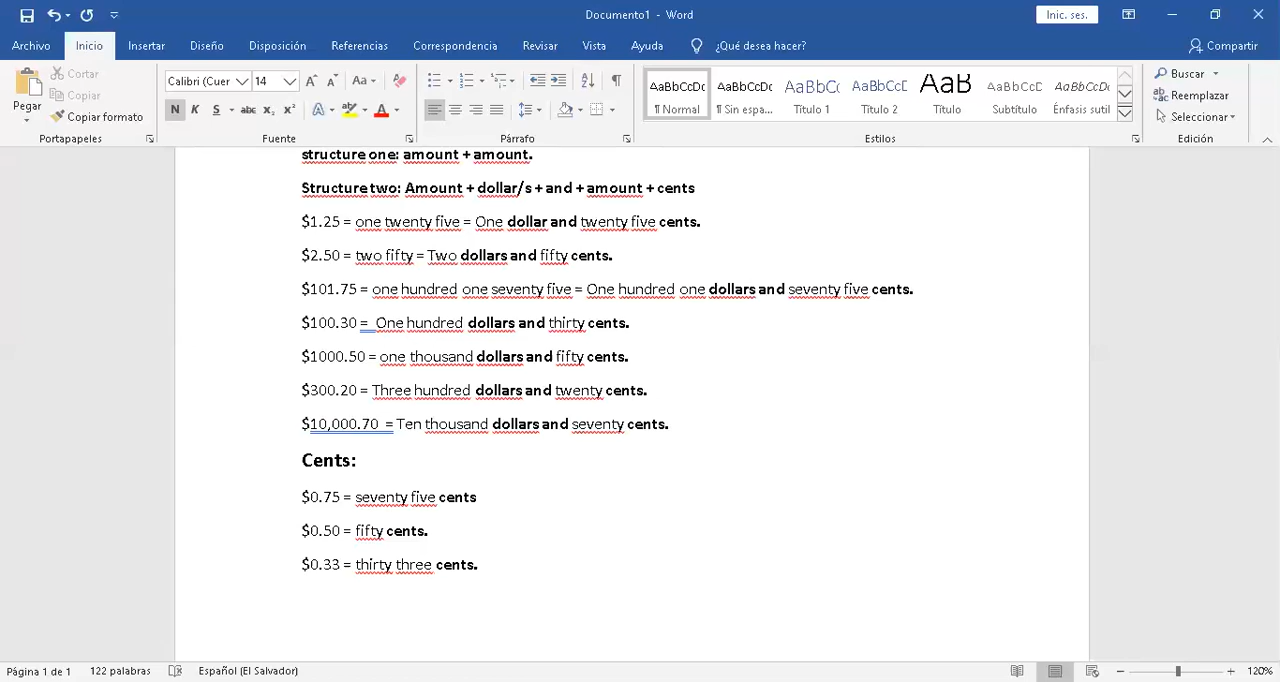 Documento1 - Word
Inic. ses.
Archivo Inicio Insertar Diseño Disposición Referencias Correspondencia Revisar Vista Ayuda ¿Qué desea hacer? Compartir
Pegar
Cortar
Copiar
Copiar formato
Portapapeles
Calibri (Cuer 14
N K S abc x₂ x²
Fuente
Párrafo
AaBbCcDc AaBbCcDc AaBbCc AaBbCcD AaB AaBbCcD AaBbCcDc
¶ Normal ¶ Sin espa... Título 1 Título 2 Título Subtítulo Énfasis sutil
Estilos
Buscar
Reemplazar
Seleccionar
Edición
structure one: amount + amount.
Structure two: Amount + dollar/s + and + amount + cents
$1.25 = one twenty five = One dollar and twenty five cents.
$2.50 = two fifty = Two dollars and fifty cents.
$101.75 = one hundred one seventy five = One hundred one dollars and seventy five cents.
$100.30 = One hundred dollars and thirty cents.
$1000.50 = one thousand dollars and fifty cents.
$300.20 = Three hundred dollars and twenty cents.
$10,000.70 = Ten thousand dollars and seventy cents.
Cents:
$0.75 = seventy five cents
$0.50 = fifty cents.
$0.33 = thirty three cents.
Página 1 de 1 122 palabras Español (El Salvador) 120%